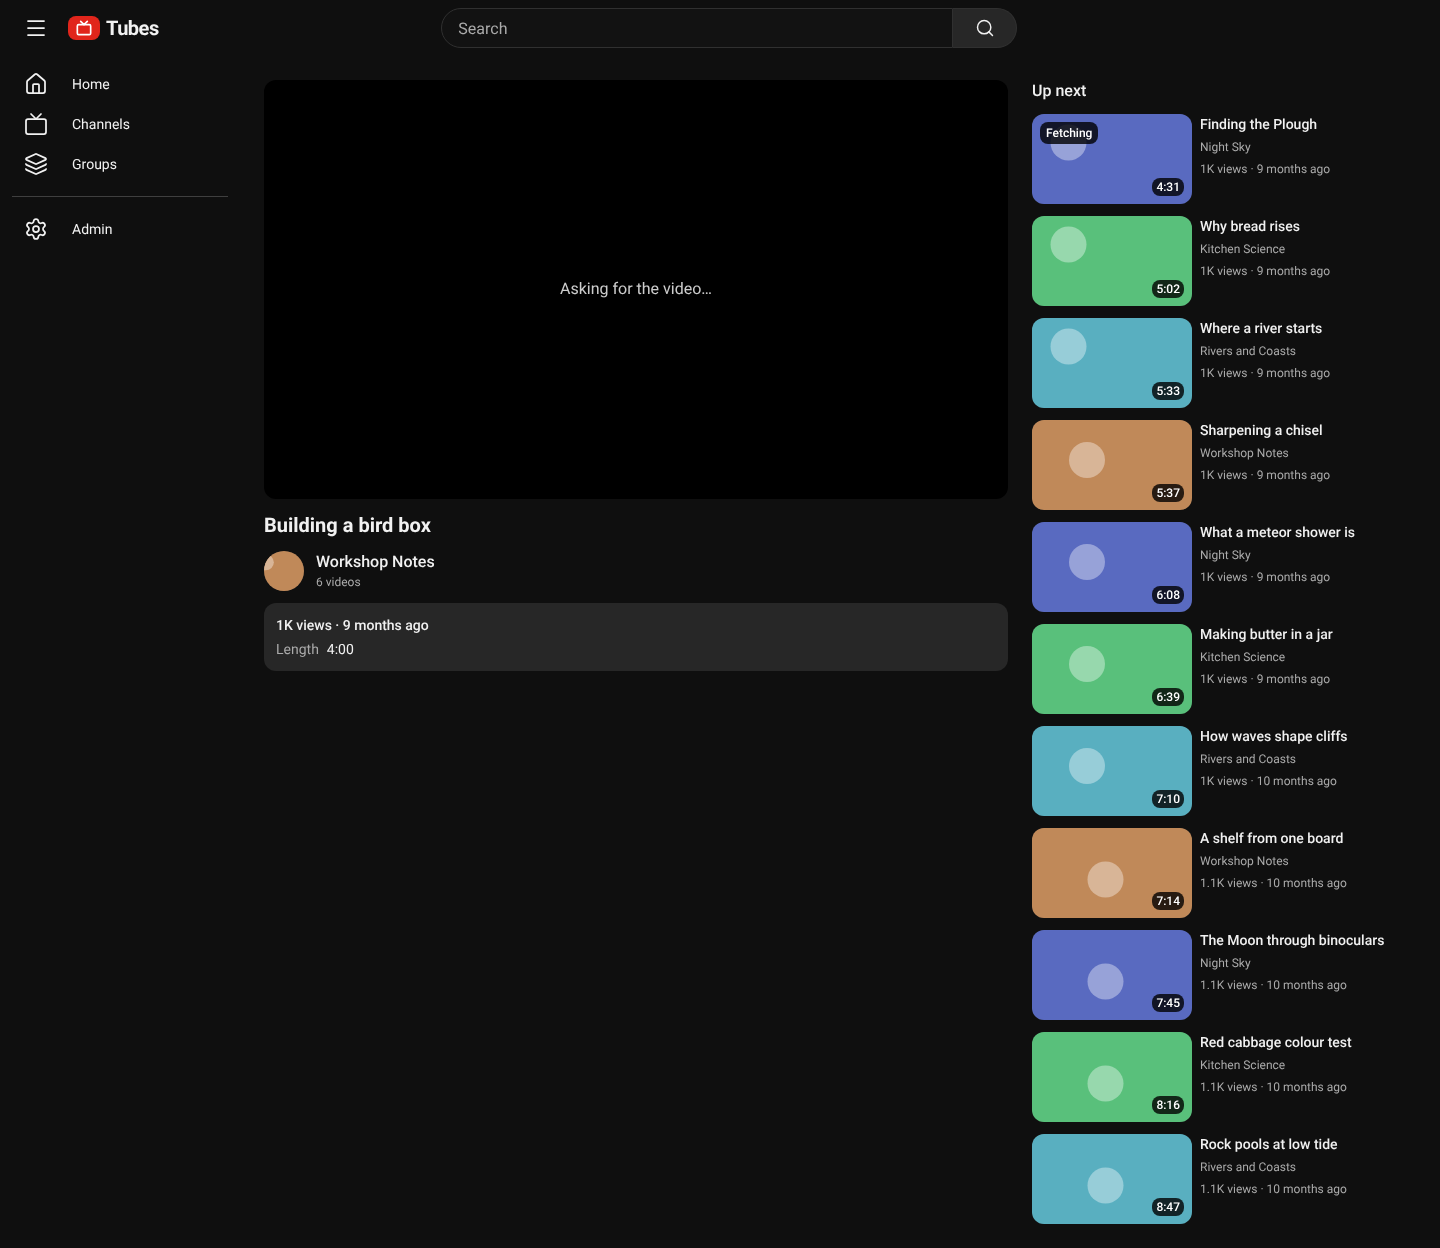 Tubes
Search
Home
Channels
Groups
Admin
Asking for the video...
Building a bird box
Workshop Notes
6 videos
1K views · 9 months ago
Length 4:00
Up next
Fetching
4:31
Finding the Plough
Night Sky
1K views · 9 months ago
5:02
Why bread rises
Kitchen Science
1K views · 9 months ago
5:33
Where a river starts
Rivers and Coasts
1K views · 9 months ago
5:37
Sharpening a chisel
Workshop Notes
1K views · 9 months ago
6:08
What a meteor shower is
Night Sky
1K views · 9 months ago
6:39
Making butter in a jar
Kitchen Science
1K views · 9 months ago
7:10
How waves shape cliffs
Rivers and Coasts
1K views · 10 months ago
7:14
A shelf from one board
Workshop Notes
1.1K views · 10 months ago
7:45
The Moon through binoculars
Night Sky
1.1K views · 10 months ago
8:16
Red cabbage colour test
Kitchen Science
1.1K views · 10 months ago
8:47
Rock pools at low tide
Rivers and Coasts
1.1K views · 10 months ago